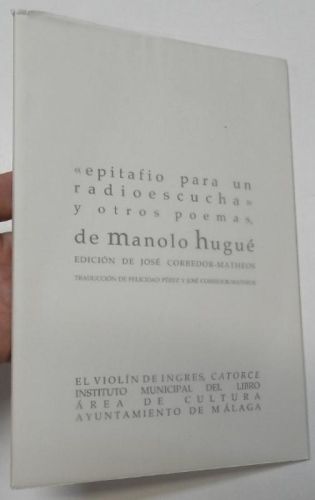 «epitafio para un
radioescucha»
y otros poemas,
de manolo hugué
EDICIÓN DE JOSÉ CORREDOR-MATHEOS
TRADUCCIÓN DE FELICIDAD PÉREZ Y JOSÉ CORREDOR-MATHEOS
EL VIOLÍN DE INGRES, CATORCE
INSTITUTO MUNICIPAL DEL LIBRO
ÁREA DE CULTURA
AYUNTAMIENTO DE MÁLAGA